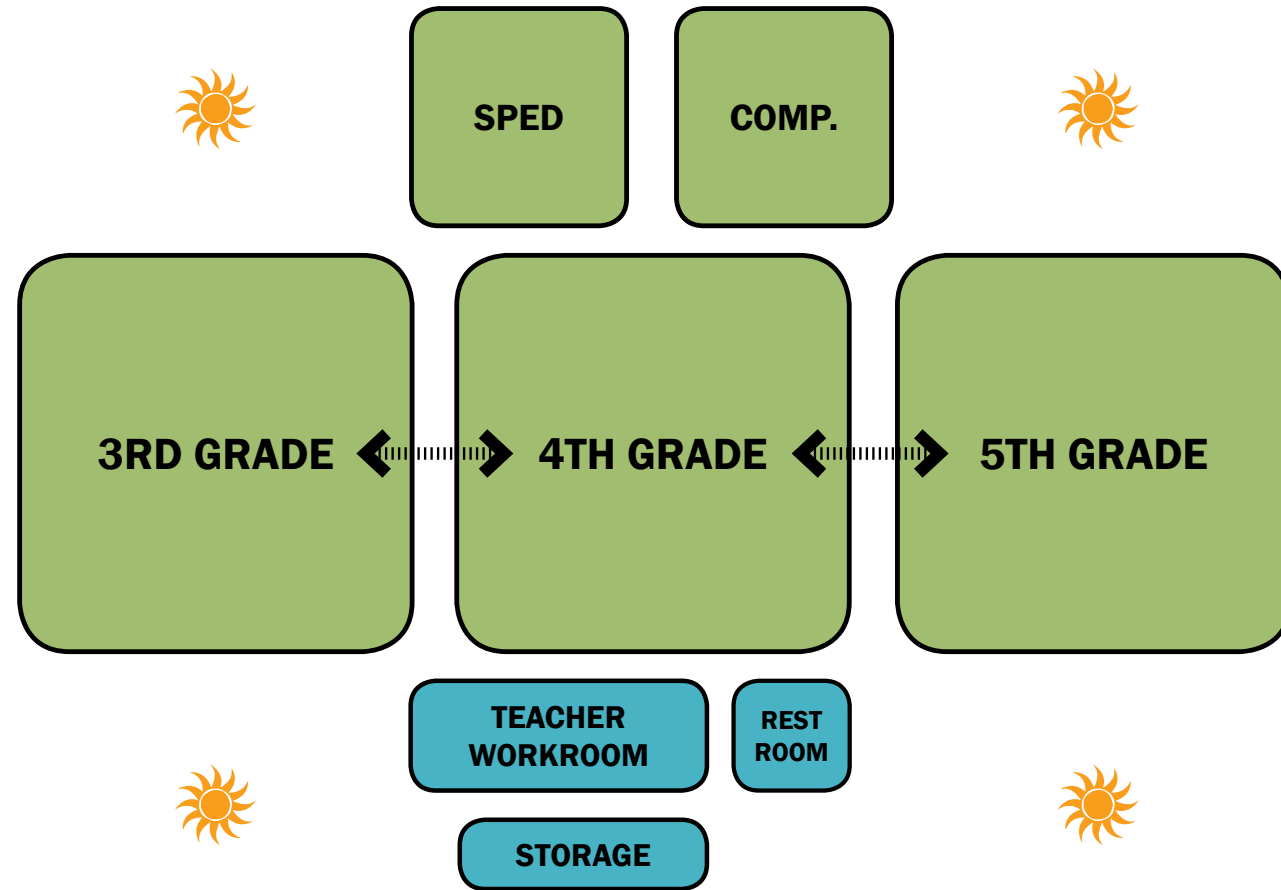 SPED
COMP.
3RD GRADE
4TH GRADE
5TH GRADE
TEACHER
WORKROOM
REST
ROOM
STORAGE